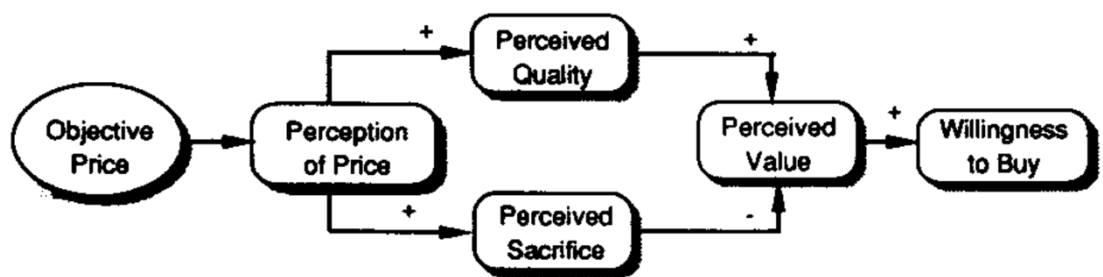 Objective
Price
Perception
of Price
+
Perceived
Quality
+
+
Perceived
Sacrifice
-
Perceived
Value
+
Willingness
to Buy